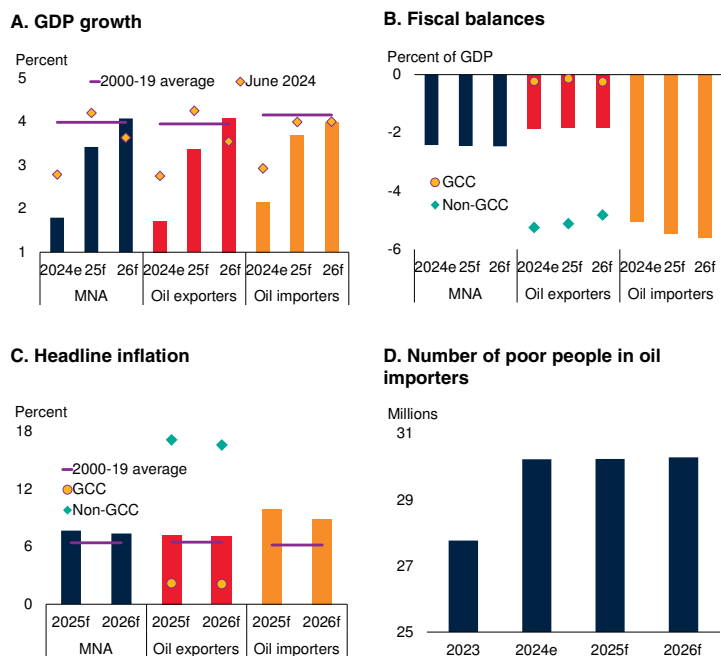 A. GDP growth
Percent
5
4
3
2
1
2000-19 average
June 2024
2024e 25f 26f 2024e 25f 26f 2024e 25f 26f
MNA Oil exporters Oil importers
B. Fiscal balances
Percent of GDP
0
-2
-4
-6
GCC
Non-GCC
2024e 25f 26f 2024e 25f 26f 2024e 25f 26f
MNA Oil exporters Oil importers
C. Headline inflation
Percent
18
12
6
0
2000-19 average
GCC
Non-GCC
2025f 2026f 2025f 2026f 2025f 2026f
MNA Oil exporters Oil importers
D. Number of poor people in oil
importers
Millions
31
29
27
25
2023 2024e 2025f 2026f